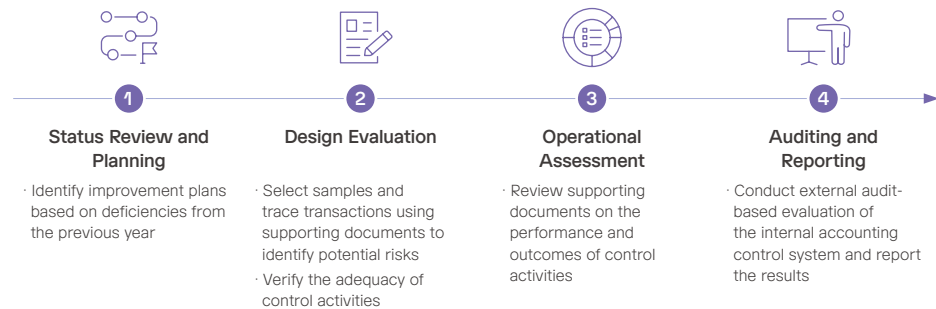 1
Status Review and
Planning
· Identify improvement plans
based on deficiencies from
the previous year
2
Design Evaluation
· Select samples and
trace transactions using
supporting documents to
identify potential risks
· Verify the adequacy of
control activities
3
Operational
Assessment
· Review supporting
documents on the
performance and
outcomes of control
activities
4
Auditing and
Reporting
· Conduct external audit-
based evaluation of
the internal accounting
control system and report
the results